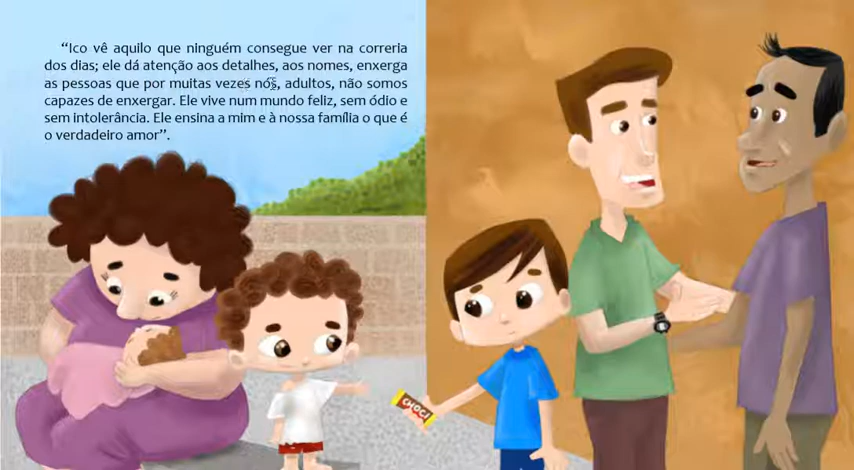 “Ico vê aquilo que ninguém consegue ver na correria
dos dias; ele dá atenção aos detalhes, aos nomes, enxerga
as pessoas que por muitas vezes nós, adultos, não somos
capazes de enxergar. Ele vive num mundo feliz, sem ódio e
sem intolerância. Ele ensina a mim e à nossa família o que é
o verdadeiro amor”.
CHOC!